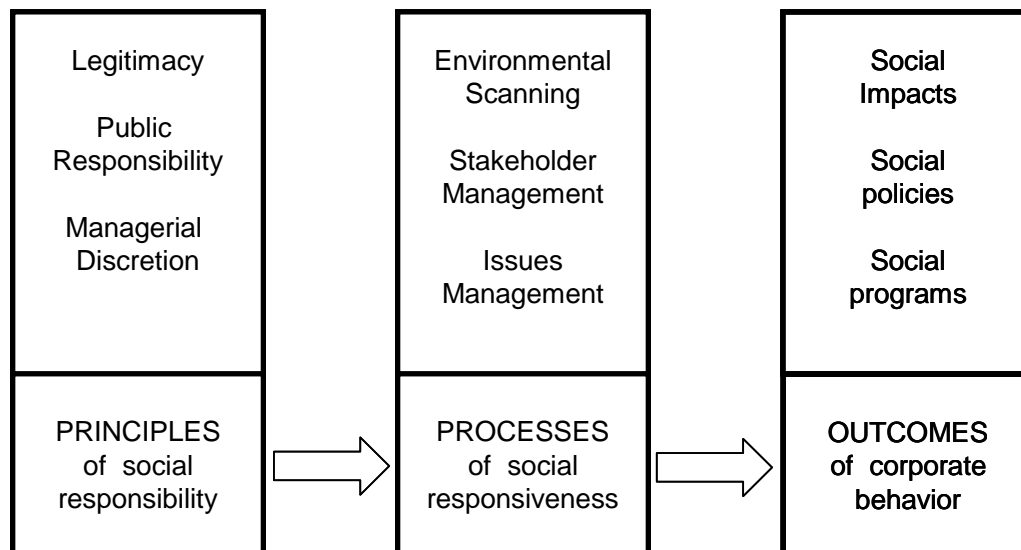 Legitimacy
Public
Responsibility
Managerial
Discretion
PRINCIPLES
of social
responsibility
Environmental
Scanning
Stakeholder
Management
Issues
Management
PROCESSES
of social
responsiveness
Social
Impacts
Social
policies
Social
programs
OUTCOMES
of corporate
behavior